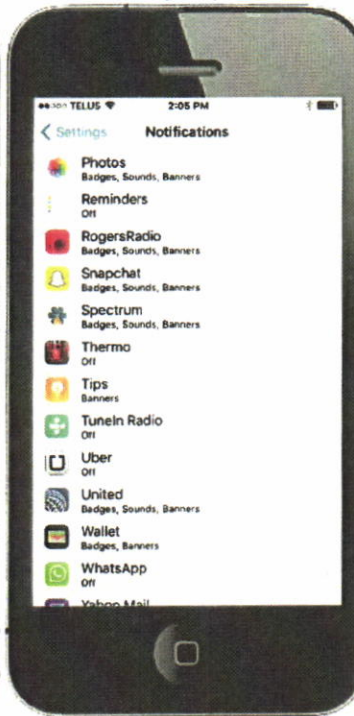 TELUS 2:05 PM
Settings Notifications
Photos
Badges, Sounds, Banners
Reminders
Off
RogersRadio
Badges, Sounds, Banners
Snapchat
Badges, Sounds, Banners
Spectrum
Badges, Sounds, Banners
Thermo
Off
Tips
Banners
TuneIn Radio
Off
Uber
Off
United
Badges, Sounds, Banners
Wallet
Badges, Banners
WhatsApp
Off
Yahoo Mail